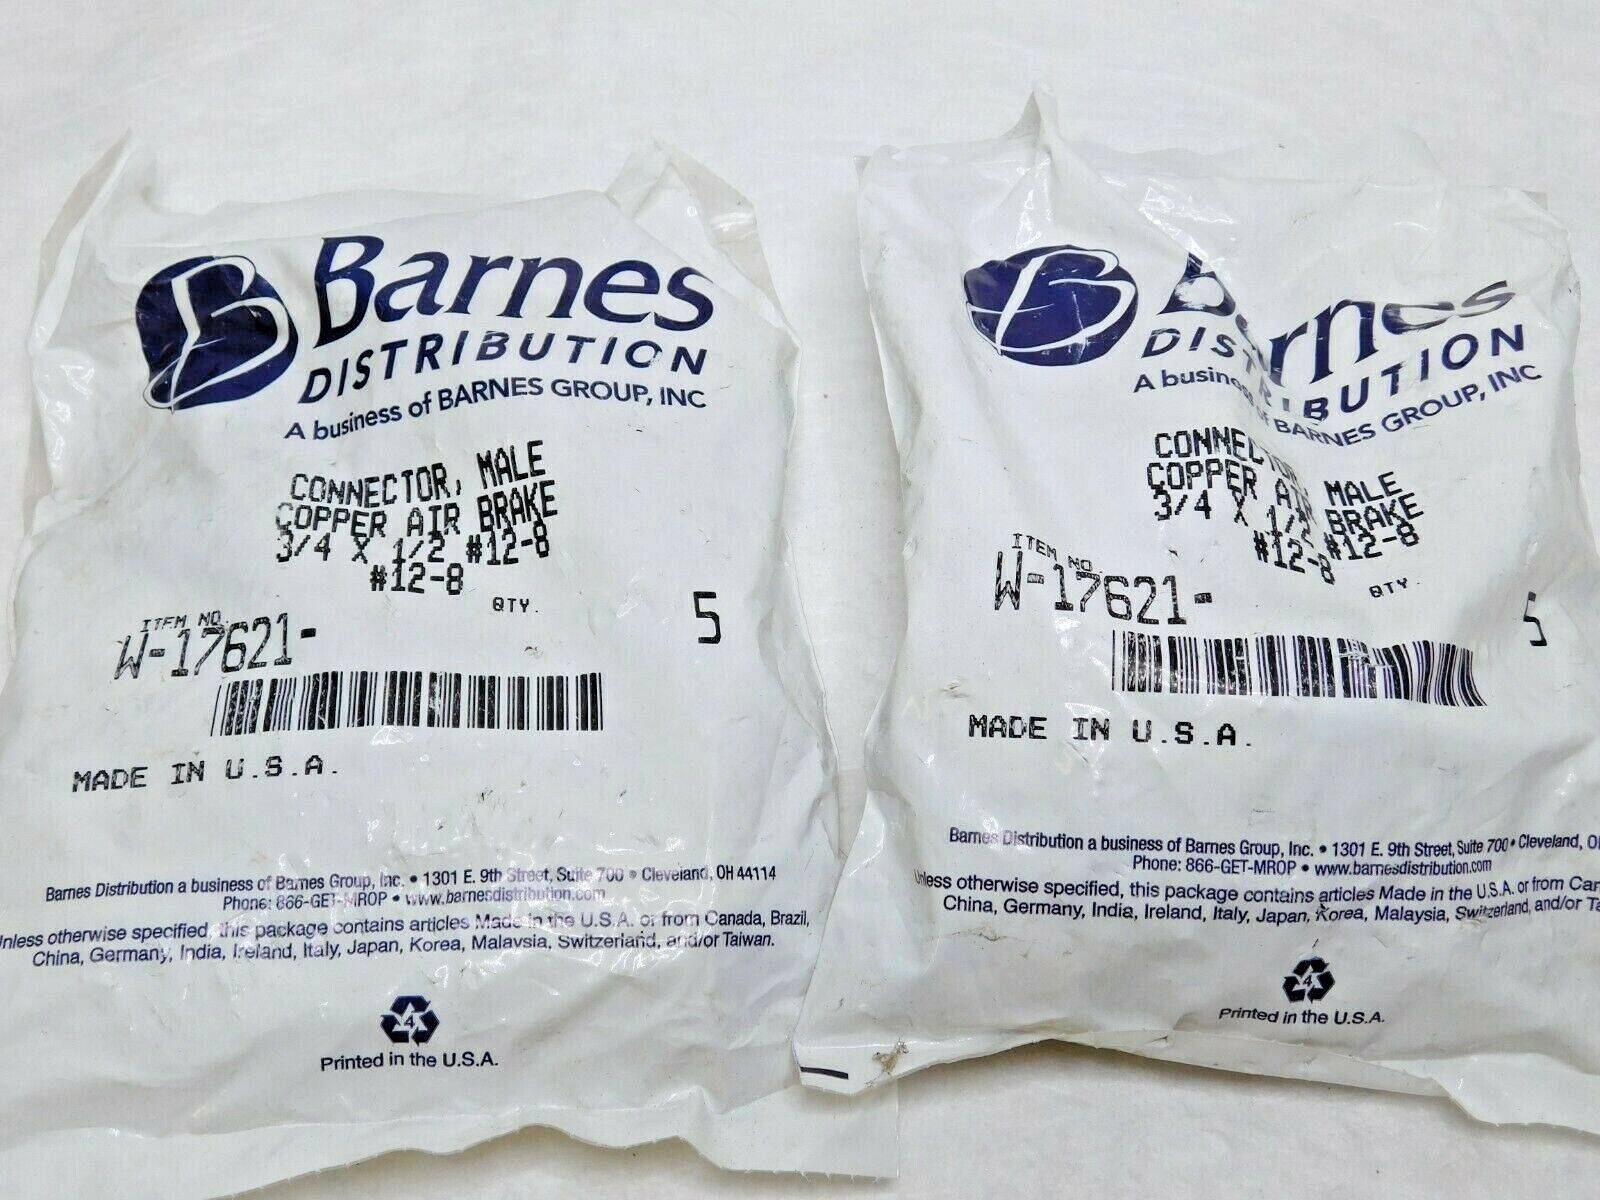 Barnes
DISTRIBUTION
A business of BARNES GROUP, INC
CONNECTOR, MALE
COPPER AIR BRAKE
3/4 X 1/2 #12-8
#12-8
QTY.
ITEM NO.
W-17621-
5
MADE IN U.S.A.
Barnes Distribution a business of Barnes Group, Inc. • 1301 E. 9th Street, Suite 700 • Cleveland, OH 44114
Phone: 866-GET-MROP • www.barnesdistribution.com
Unless otherwise specified, this package contains articles Made in the U.S.A. or from Canada, Brazil,
China, Germany, India, Ireland, Italy, Japan, Korea, Malaysia, Switzerland, and/or Taiwan.
4
Printed in the U.S.A.
B
Barnes
DISTRIBUTION
A business of BARNES GROUP, INC
CONNECTOR, MALE
COPPER AIR BRAKE
3/4 X 1/2 #12-8
#12-8
QTY.
ITEM NO.
W-17621-
5
MADE IN U.S.A.
Barnes Distribution a business of Barnes Group, Inc. • 1301 E. 9th Street, Suite 700 • Cleveland,
Phone: 866-GET-MROP • www.barnesdistribution.com
Unless otherwise specified, this package contains articles Made in the U.S.A. or from
China, Germany, India, Ireland, Italy, Japan, Korea, Malaysia, Switzerland, and/or
4
Printed in the U.S.A.